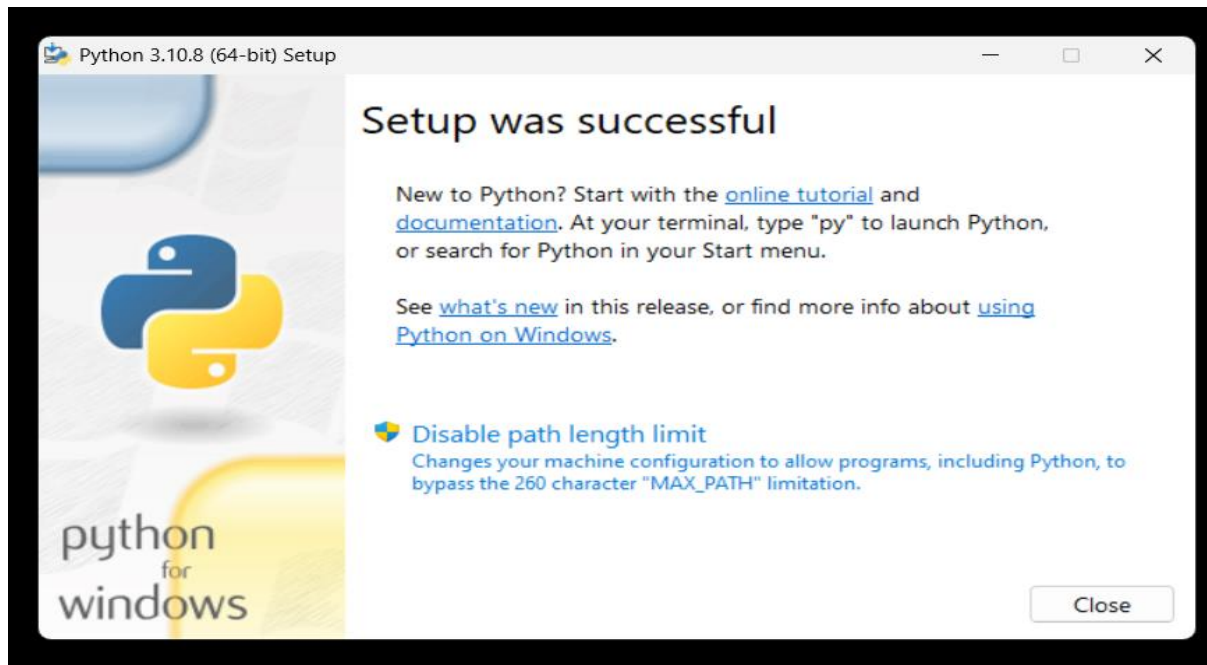 Python 3.10.8 (64-bit) Setup
Setup was successful
New to Python? Start with the online tutorial and
documentation. At your terminal, type "py" to launch Python,
or search for Python in your Start menu.
See what's new in this release, or find more info about using
Python on Windows.
Disable path length limit
Changes your machine configuration to allow programs, including Python, to
bypass the 260 character "MAX_PATH" limitation.
python
for
windows
Close